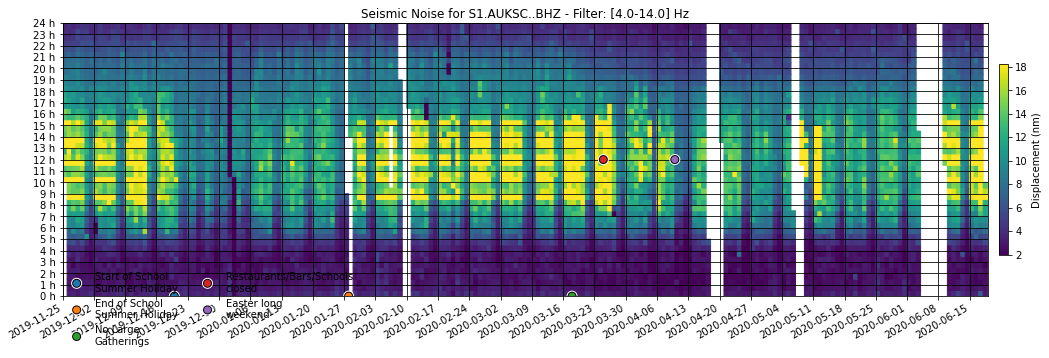 Seismic Noise for S1.AUKSC..BHZ - Filter: [4.0-14.0] Hz
24 h
23 h
22 h
21 h
20 h
19 h
18 h
17 h
16 h
15 h
14 h
13 h
12 h
11 h
10 h
9 h
8 h
7 h
6 h
5 h
4 h
3 h
2 h
1 h
0 h
18
16
14
12
10
8
6
4
2
Displacement (nm)
Start of School
Summer Holiday
End of School
Summer Holiday
No Large
Gatherings
Restaurants/Bars/Schools
closed
Easter long
weekend
2019-11-25
2020-01-20
2020-01-27
2020-02-03
2020-02-10
2020-02-17
2020-02-24
2020-03-02
2020-03-09
2020-03-16
2020-03-23
2020-03-30
2020-04-06
2020-04-13
2020-04-20
2020-04-27
2020-05-04
2020-05-11
2020-05-18
2020-05-25
2020-06-01
2020-06-08
2020-06-15